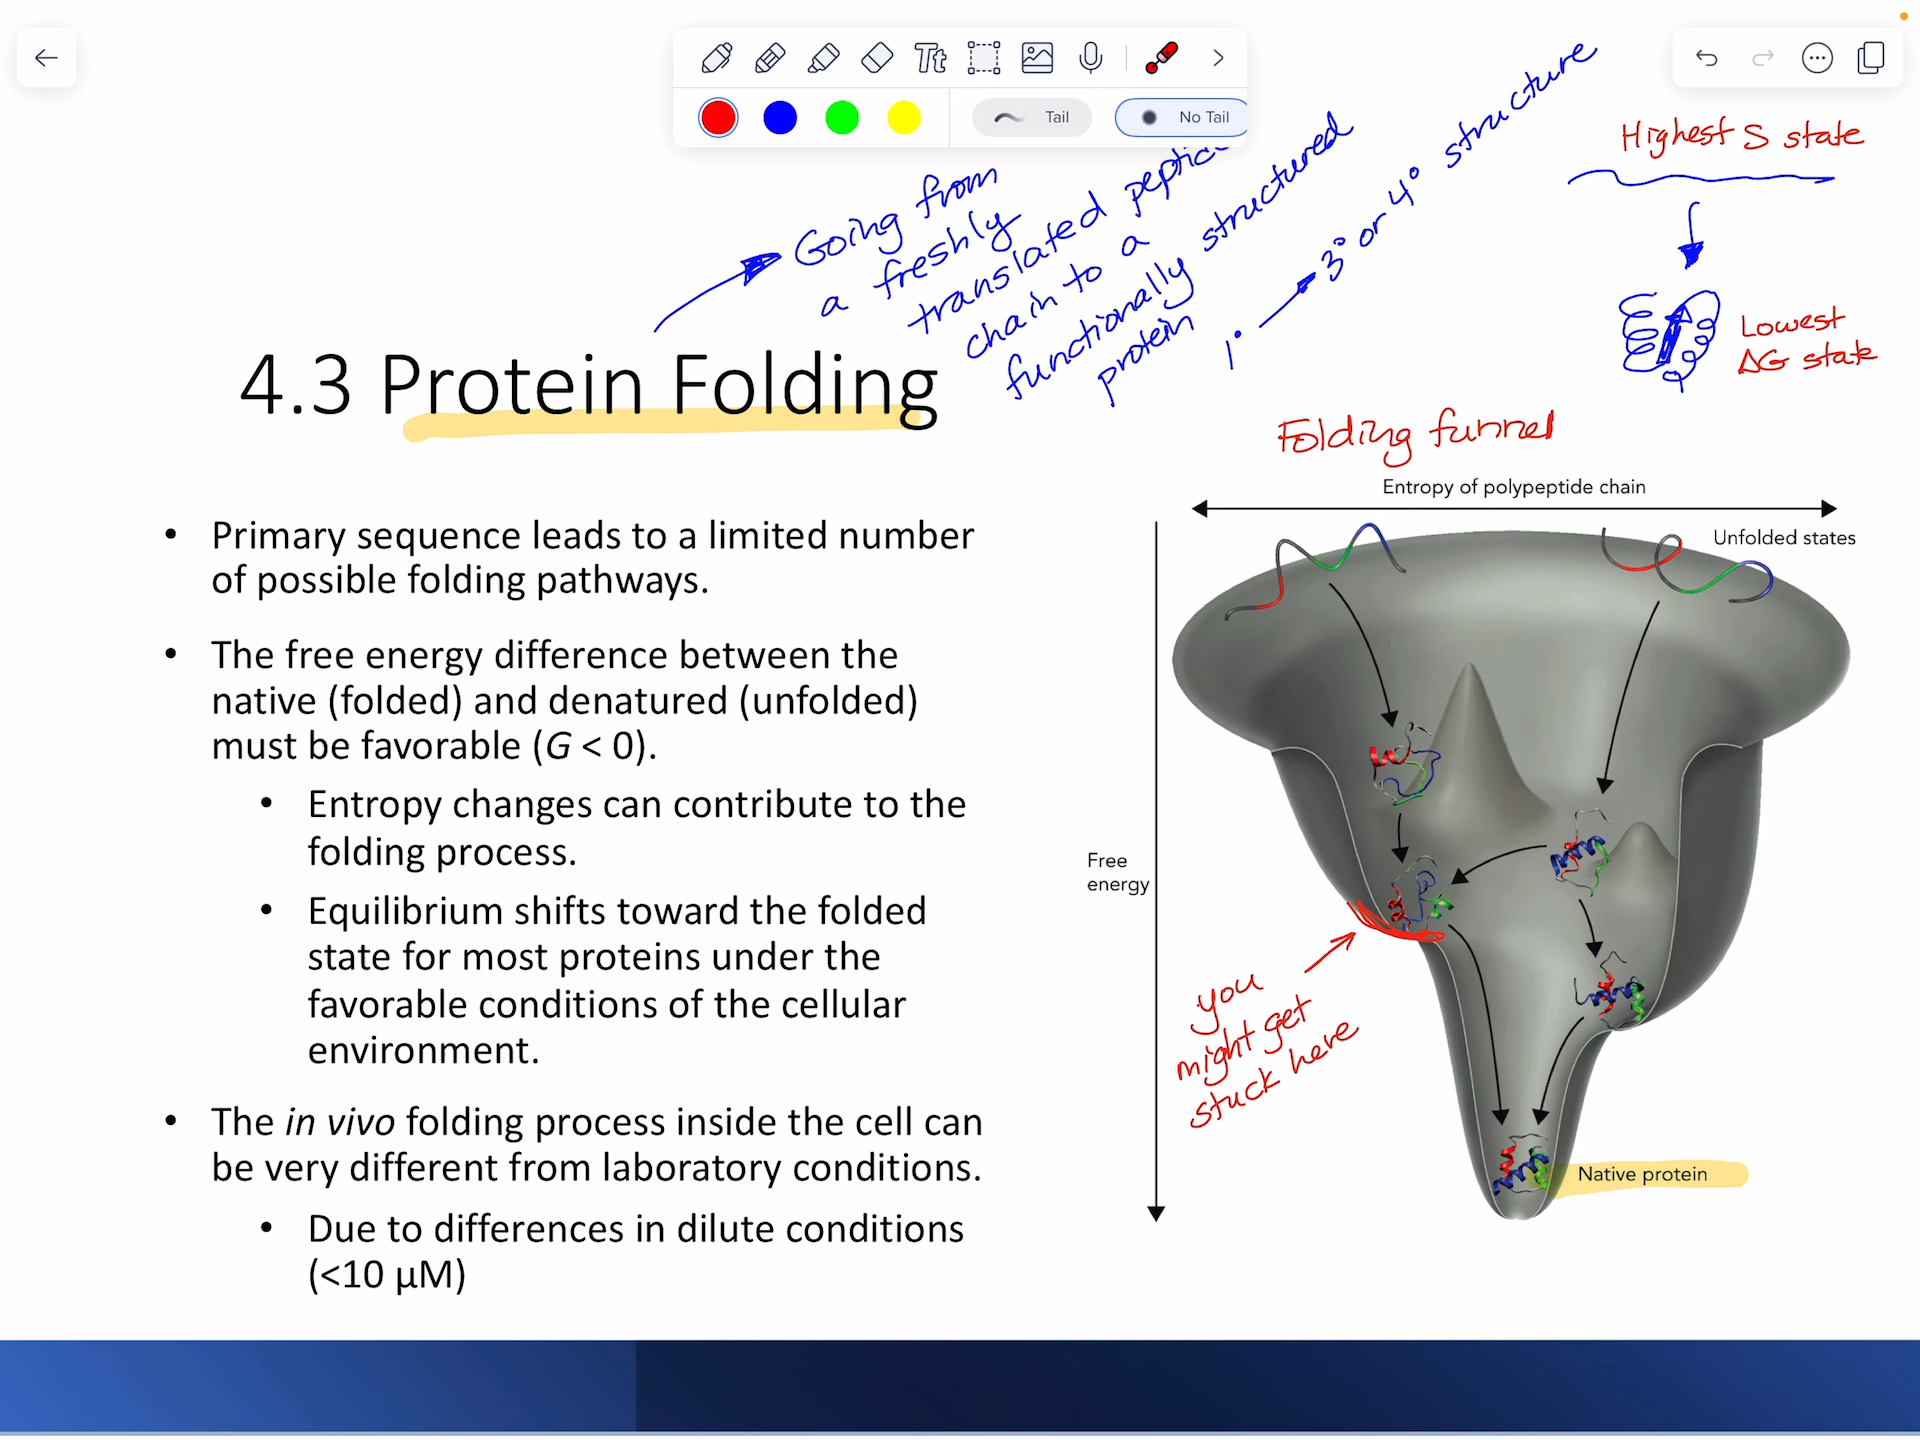 Tt
Tail
No Tail
Going from
a freshly
translated
chain to a
functionally structured
protein
1° → 3° or 4° structure
Highest S state
Lowest
ΔG state
4.3 Protein Folding
• Primary sequence leads to a limited number
of possible folding pathways.
• The free energy difference between the
native (folded) and denatured (unfolded)
must be favorable (G < 0).
• Entropy changes can contribute to the
folding process.
• Equilibrium shifts toward the folded
state for most proteins under the
favorable conditions of the cellular
environment.
• The in vivo folding process inside the cell can
be very different from laboratory conditions.
• Due to differences in dilute conditions
(<10 µM)
Folding funnel
Entropy of polypeptide chain
Unfolded states
Free
energy
you
might get
stuck here
Native protein